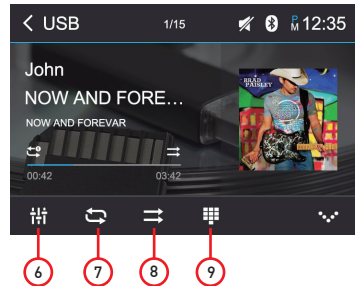 USB 1/15 PM 12:35
John
NOW AND FORE...
NOW AND FOREVAR
BRAD PAISLEY
00:42 03:42
6 7 8 9